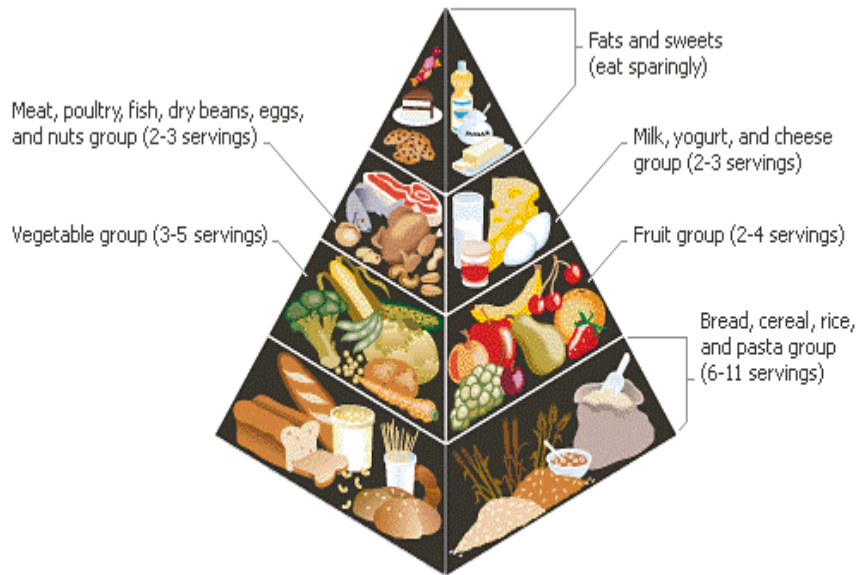 Fats and sweets
(eat sparingly)
Meat, poultry, fish, dry beans, eggs,
and nuts group (2-3 servings)
Milk, yogurt, and cheese
group (2-3 servings)
Vegetable group (3-5 servings)
Fruit group (2-4 servings)
Bread, cereal, rice,
and pasta group
(6-11 servings)